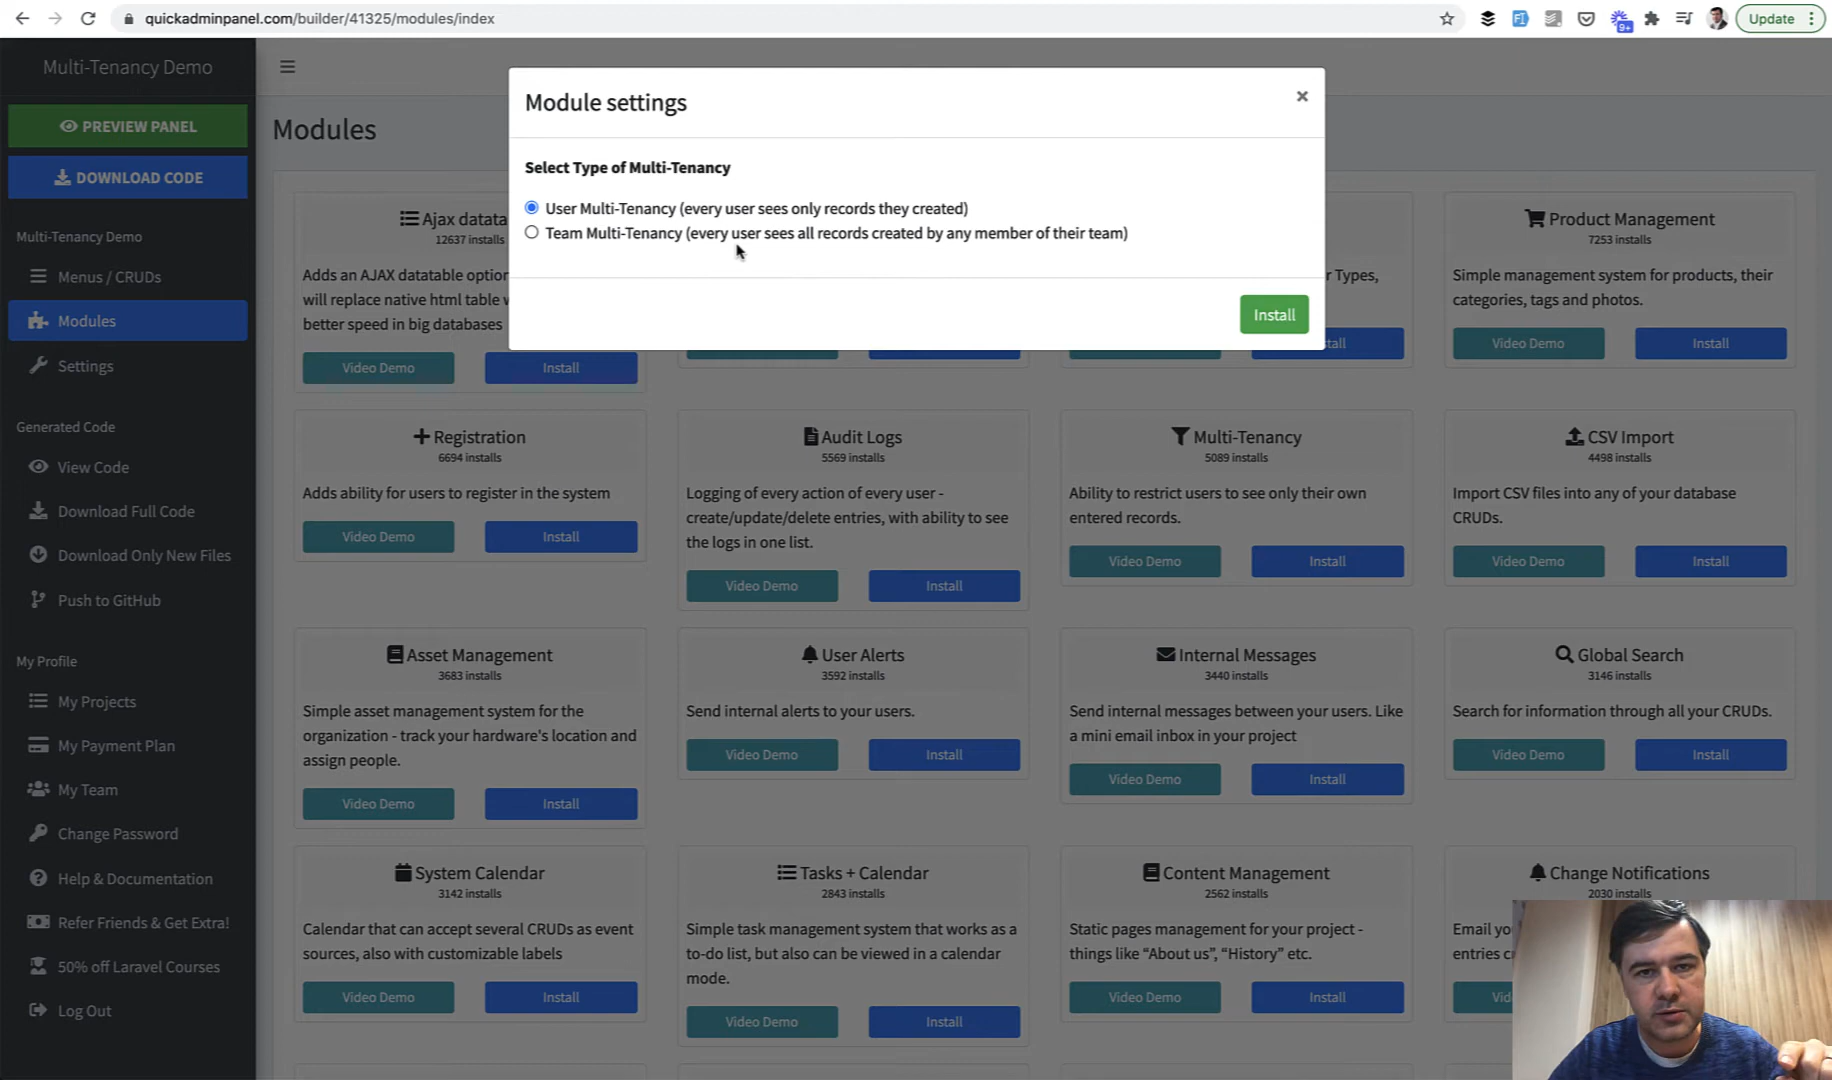 quickadminpanel.com/builder/41325/modules/index
9+
Update
Multi-Tenancy Demo
PREVIEW PANEL
DOWNLOAD CODE
Multi-Tenancy Demo
Menus / CRUDs
Modules
Settings
Generated Code
View Code
Download Full Code
Download Only New Files
Push to GitHub
My Profile
My Projects
My Payment Plan
My Team
Change Password
Help & Documentation
Refer Friends & Get Extra!
50% off Laravel Courses
Log Out
Modules
Module settings
×
Select Type of Multi-Tenancy
User Multi-Tenancy (every user sees only records they created)
Team Multi-Tenancy (every user sees all records created by any member of their team)
Install
Ajax datata
12637 installs
Adds an AJAX datatable option
will replace native html table w
better speed in big databases
Video Demo
Install
r Types,
tall
Product Management
7253 installs
Simple management system for products, their
categories, tags and photos.
Video Demo
Install
Registration
6694 installs
Adds ability for users to register in the system
Video Demo
Install
Audit Logs
5569 installs
Logging of every action of every user -
create/update/delete entries, with ability to see
the logs in one list.
Video Demo
Install
Multi-Tenancy
5089 installs
Ability to restrict users to see only their own
entered records.
Video Demo
Install
CSV Import
4498 installs
Import CSV files into any of your database
CRUDs.
Video Demo
Install
Asset Management
3683 installs
Simple asset management system for the
organization - track your hardware's location and
assign people.
Video Demo
Install
User Alerts
3592 installs
Send internal alerts to your users.
Video Demo
Install
Internal Messages
3440 installs
Send internal messages between your users. Like
a mini email inbox in your project
Video Demo
Install
Global Search
3146 installs
Search for information through all your CRUDs.
Video Demo
Install
System Calendar
3142 installs
Calendar that can accept several CRUDs as event
sources, also with customizable labels
Video Demo
Install
Tasks + Calendar
2843 installs
Simple task management system that works as a
to-do list, but also can be viewed in a calendar
mode.
Video Demo
Install
Content Management
2562 installs
Static pages management for your project -
things like “About us”, “History” etc.
Video Demo
Install
Change Notifications
2030 installs
Email yo
entries c
Vid